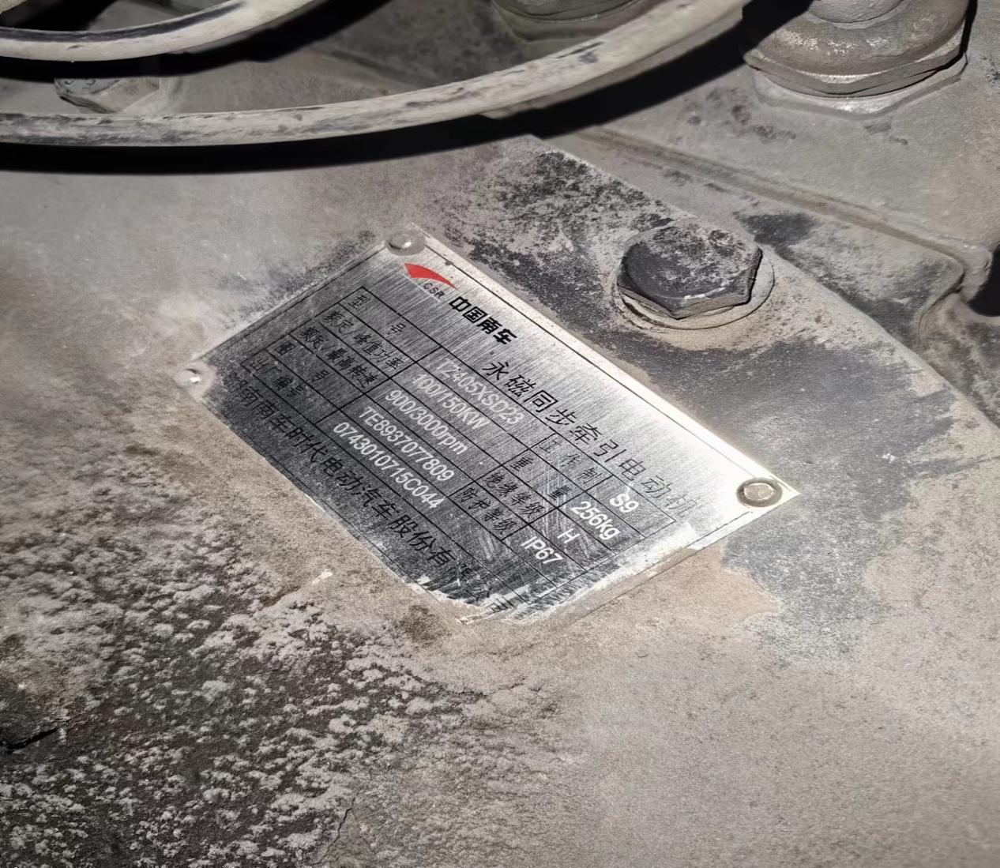 CSR 中国南车
永磁同步牵引电动机
型 号 TZ405XSD23 工作制 S9
额定/峰值功率 100/150KW 重 量 256kg
额定/最高转速 900/3000rpm 绝缘等级 H
图 号 TE8937077809 防护等级 IP67
出厂编号 0743010715C044
南南车时代电动汽车股份有限